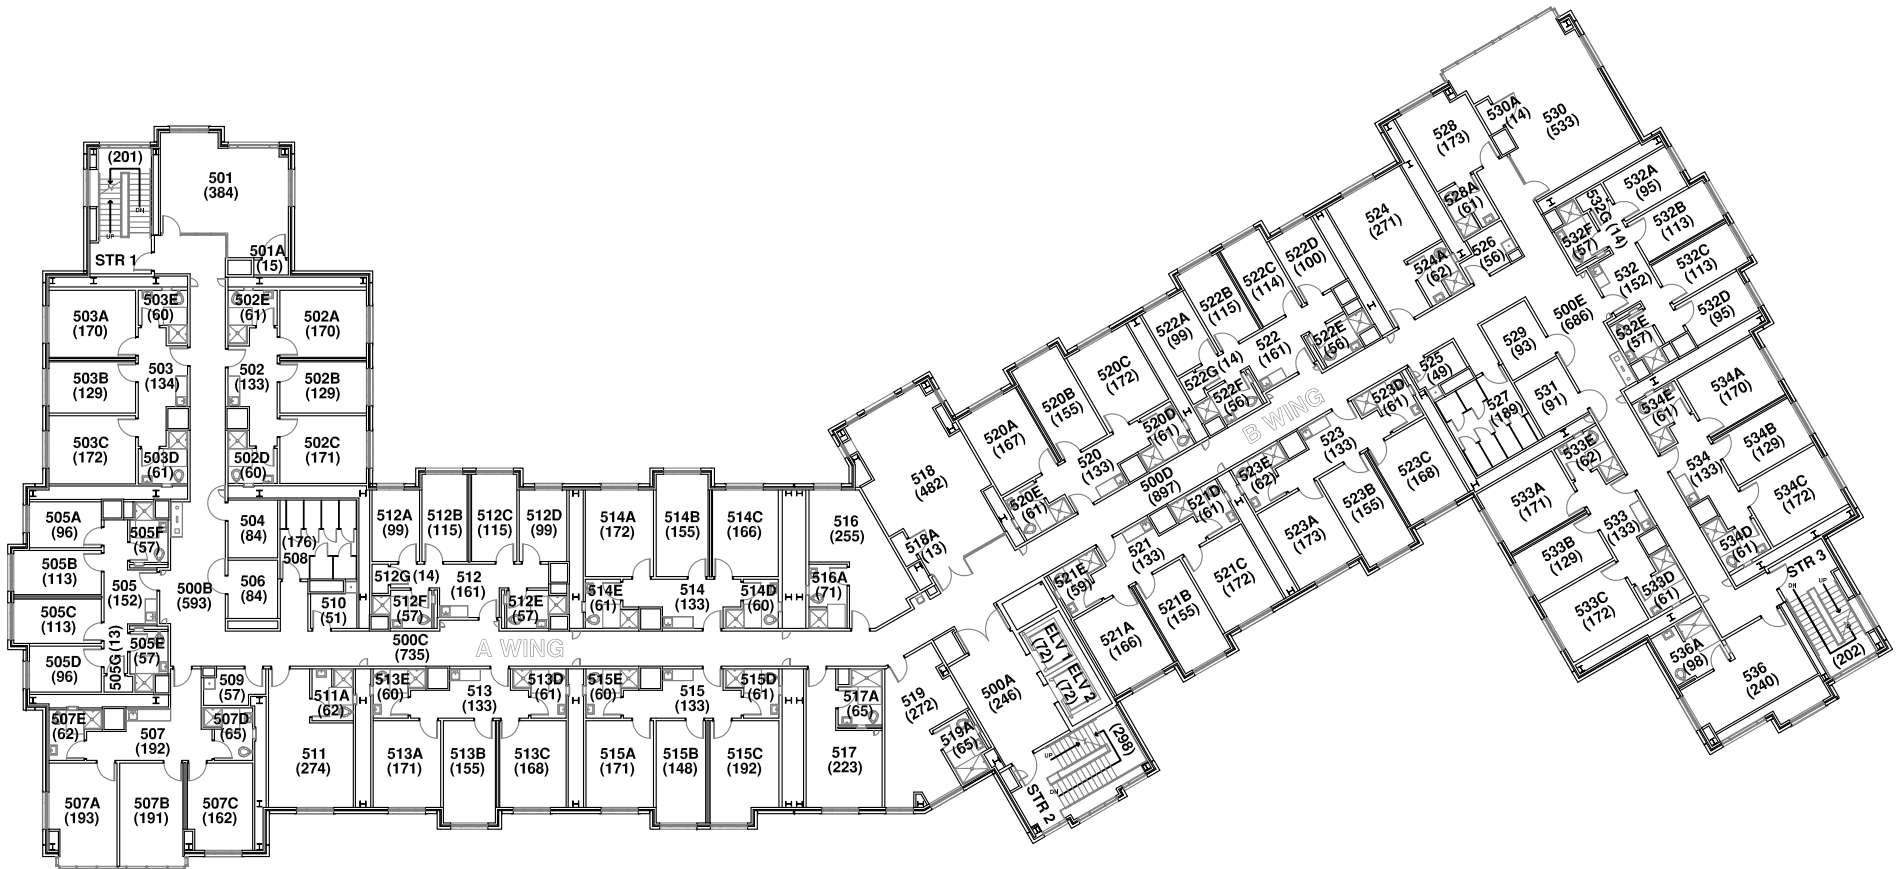 (201)
UP
DN
STR 1
501
(384)
501A
(15)
503E
(60)
502E
(61)
503A
(170)
502A
(170)
503
(134)
502
(133)
503B
(129)
502B
(129)
503C
(172)
503D
(61)
502D
(60)
502C
(171)
505A
(96)
505F
(57)
505B
(113)
505
(152)
505C
(113)
505G (13)
505E
(57)
505D
(96)
500B
(593)
504
(84)
506
(84)
(176)
508
510
(51)
509
(57)
507E
(62)
507
(192)
507D
(65)
507A
(193)
507B
(191)
507C
(162)
512A
(99)
512B
(115)
512C
(115)
512D
(99)
512G (14)
512
(161)
512F
(57)
512E
(57)
500C
(735)
A WING
514A
(172)
514B
(155)
514C
(166)
514E
(61)
514
(133)
514D
(60)
516
(255)
516A
(71)
511A
(62)
511
(274)
513E
(60)
513
(133)
513D
(61)
513A
(171)
513B
(155)
513C
(168)
515E
(60)
515
(133)
515D
(61)
515A
(171)
515B
(148)
515C
(192)
517A
(65)
517
(223)
518
(482)
518A
(13)
519
(272)
519A
(65)
500A
(246)
ELV 1
(72)
ELV 2
(72)
(298)
UP
DN
STR 2
520A
(167)
520B
(155)
520C
(172)
520D
(61)
520
(133)
520E
(61)
500D
(897)
B WING
521E
(59)
521
(133)
521D
(61)
521A
(166)
521B
(155)
521C
(172)
522A
(99)
522B
(115)
522C
(114)
522D
(100)
522G
(14)
522
(161)
522E
(56)
522F
(56)
523E
(62)
523
(133)
523D
(61)
523A
(173)
523B
(155)
523C
(168)
524
(271)
524A
(62)
525
(49)
526
(56)
527
(189)
528
(173)
528A
(61)
529
(93)
531
(91)
530A
(14)
530
(533)
500E
(686)
532A
(95)
532B
(113)
532G (14)
532F
(57)
532C
(113)
532
(152)
532D
(95)
532E
(57)
534A
(170)
534E
(61)
534B
(129)
534
(133)
534C
(172)
534D
(61)
533E
(62)
533A
(171)
533
(133)
533B
(129)
533D
(61)
533C
(172)
STR 3
DN
UP
(202)
536A
(98)
536
(240)